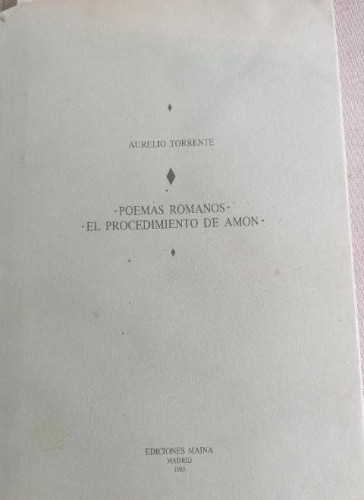 AURELIO TORRENTE
·POEMAS ROMANOS·
·EL PROCEDIMIENTO DE AMON·
EDICIONES MAINA
MADRID